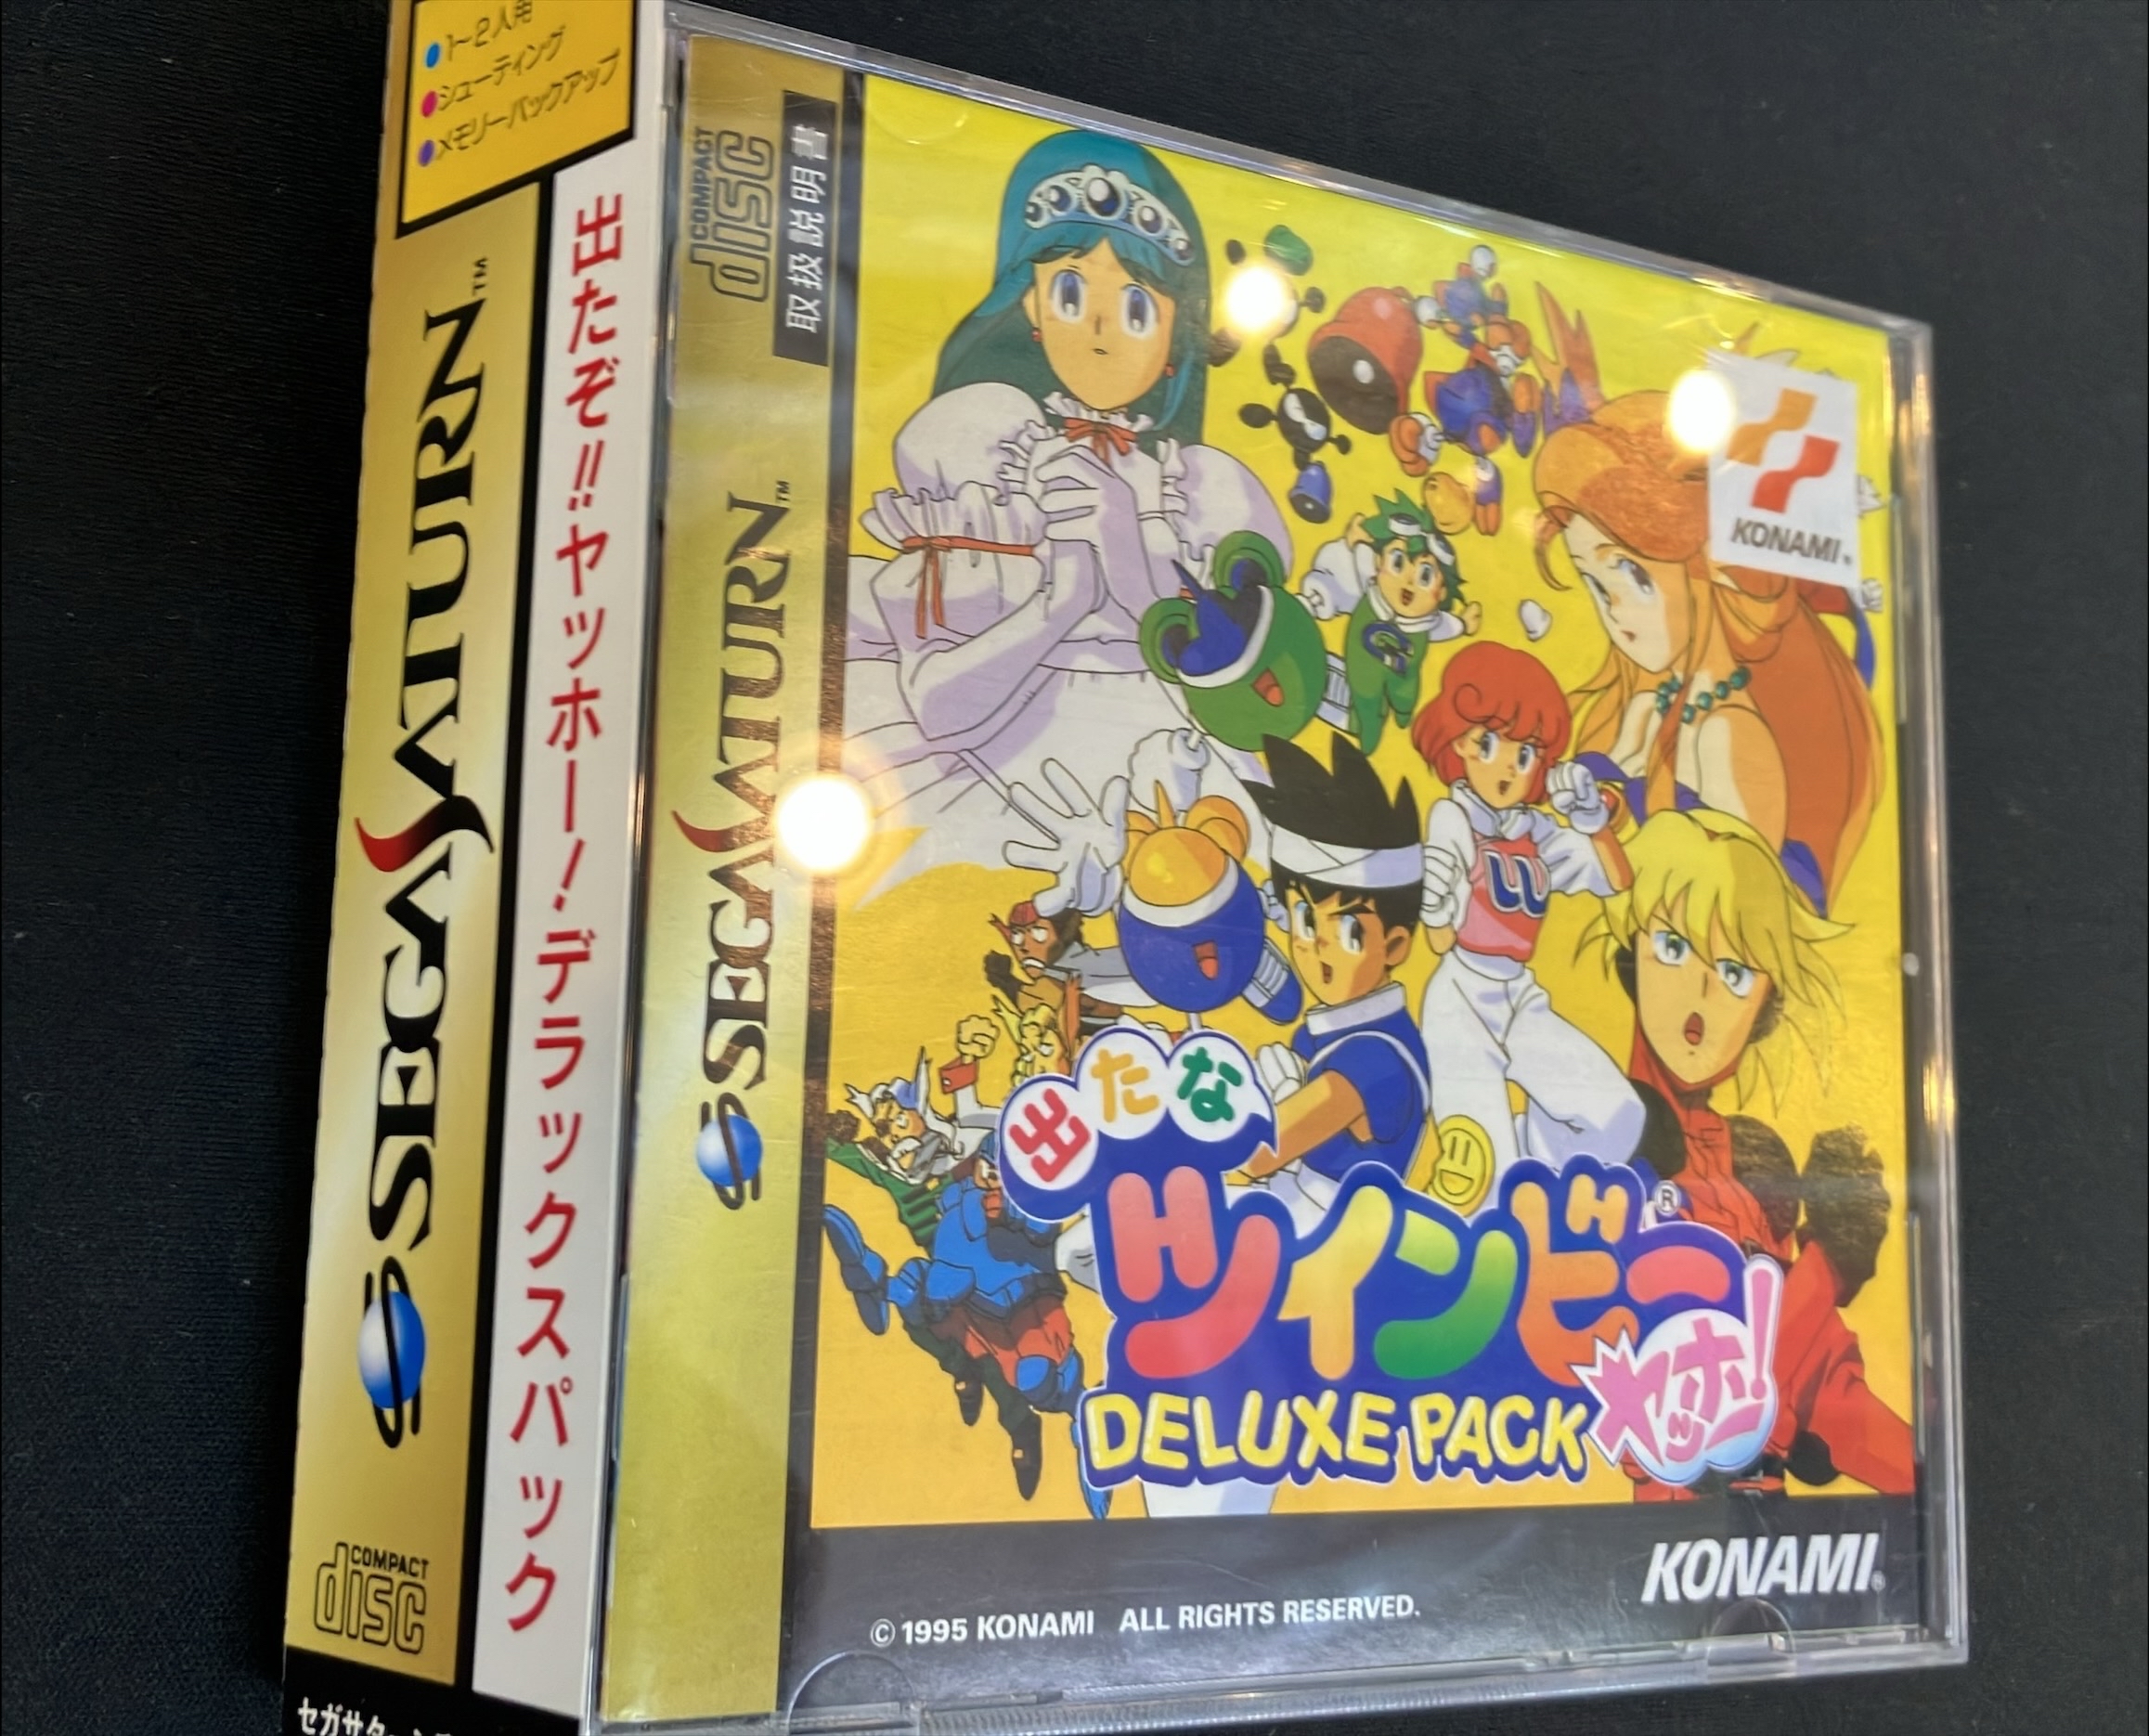 1〜2人用
シューティング
メモリーバックアップ
SEGA SATURN™
COMPACT
disc
出たぞ!!ヤッホー!デラックスパック
COMPACT
disc
取扱説明書
SEGA SATURN™
KONAMI®
出たな
ツインビー®
ヤッホー!
DELUXE PACK
KONAMI®
© 1995 KONAMI ALL RIGHTS RESERVED.